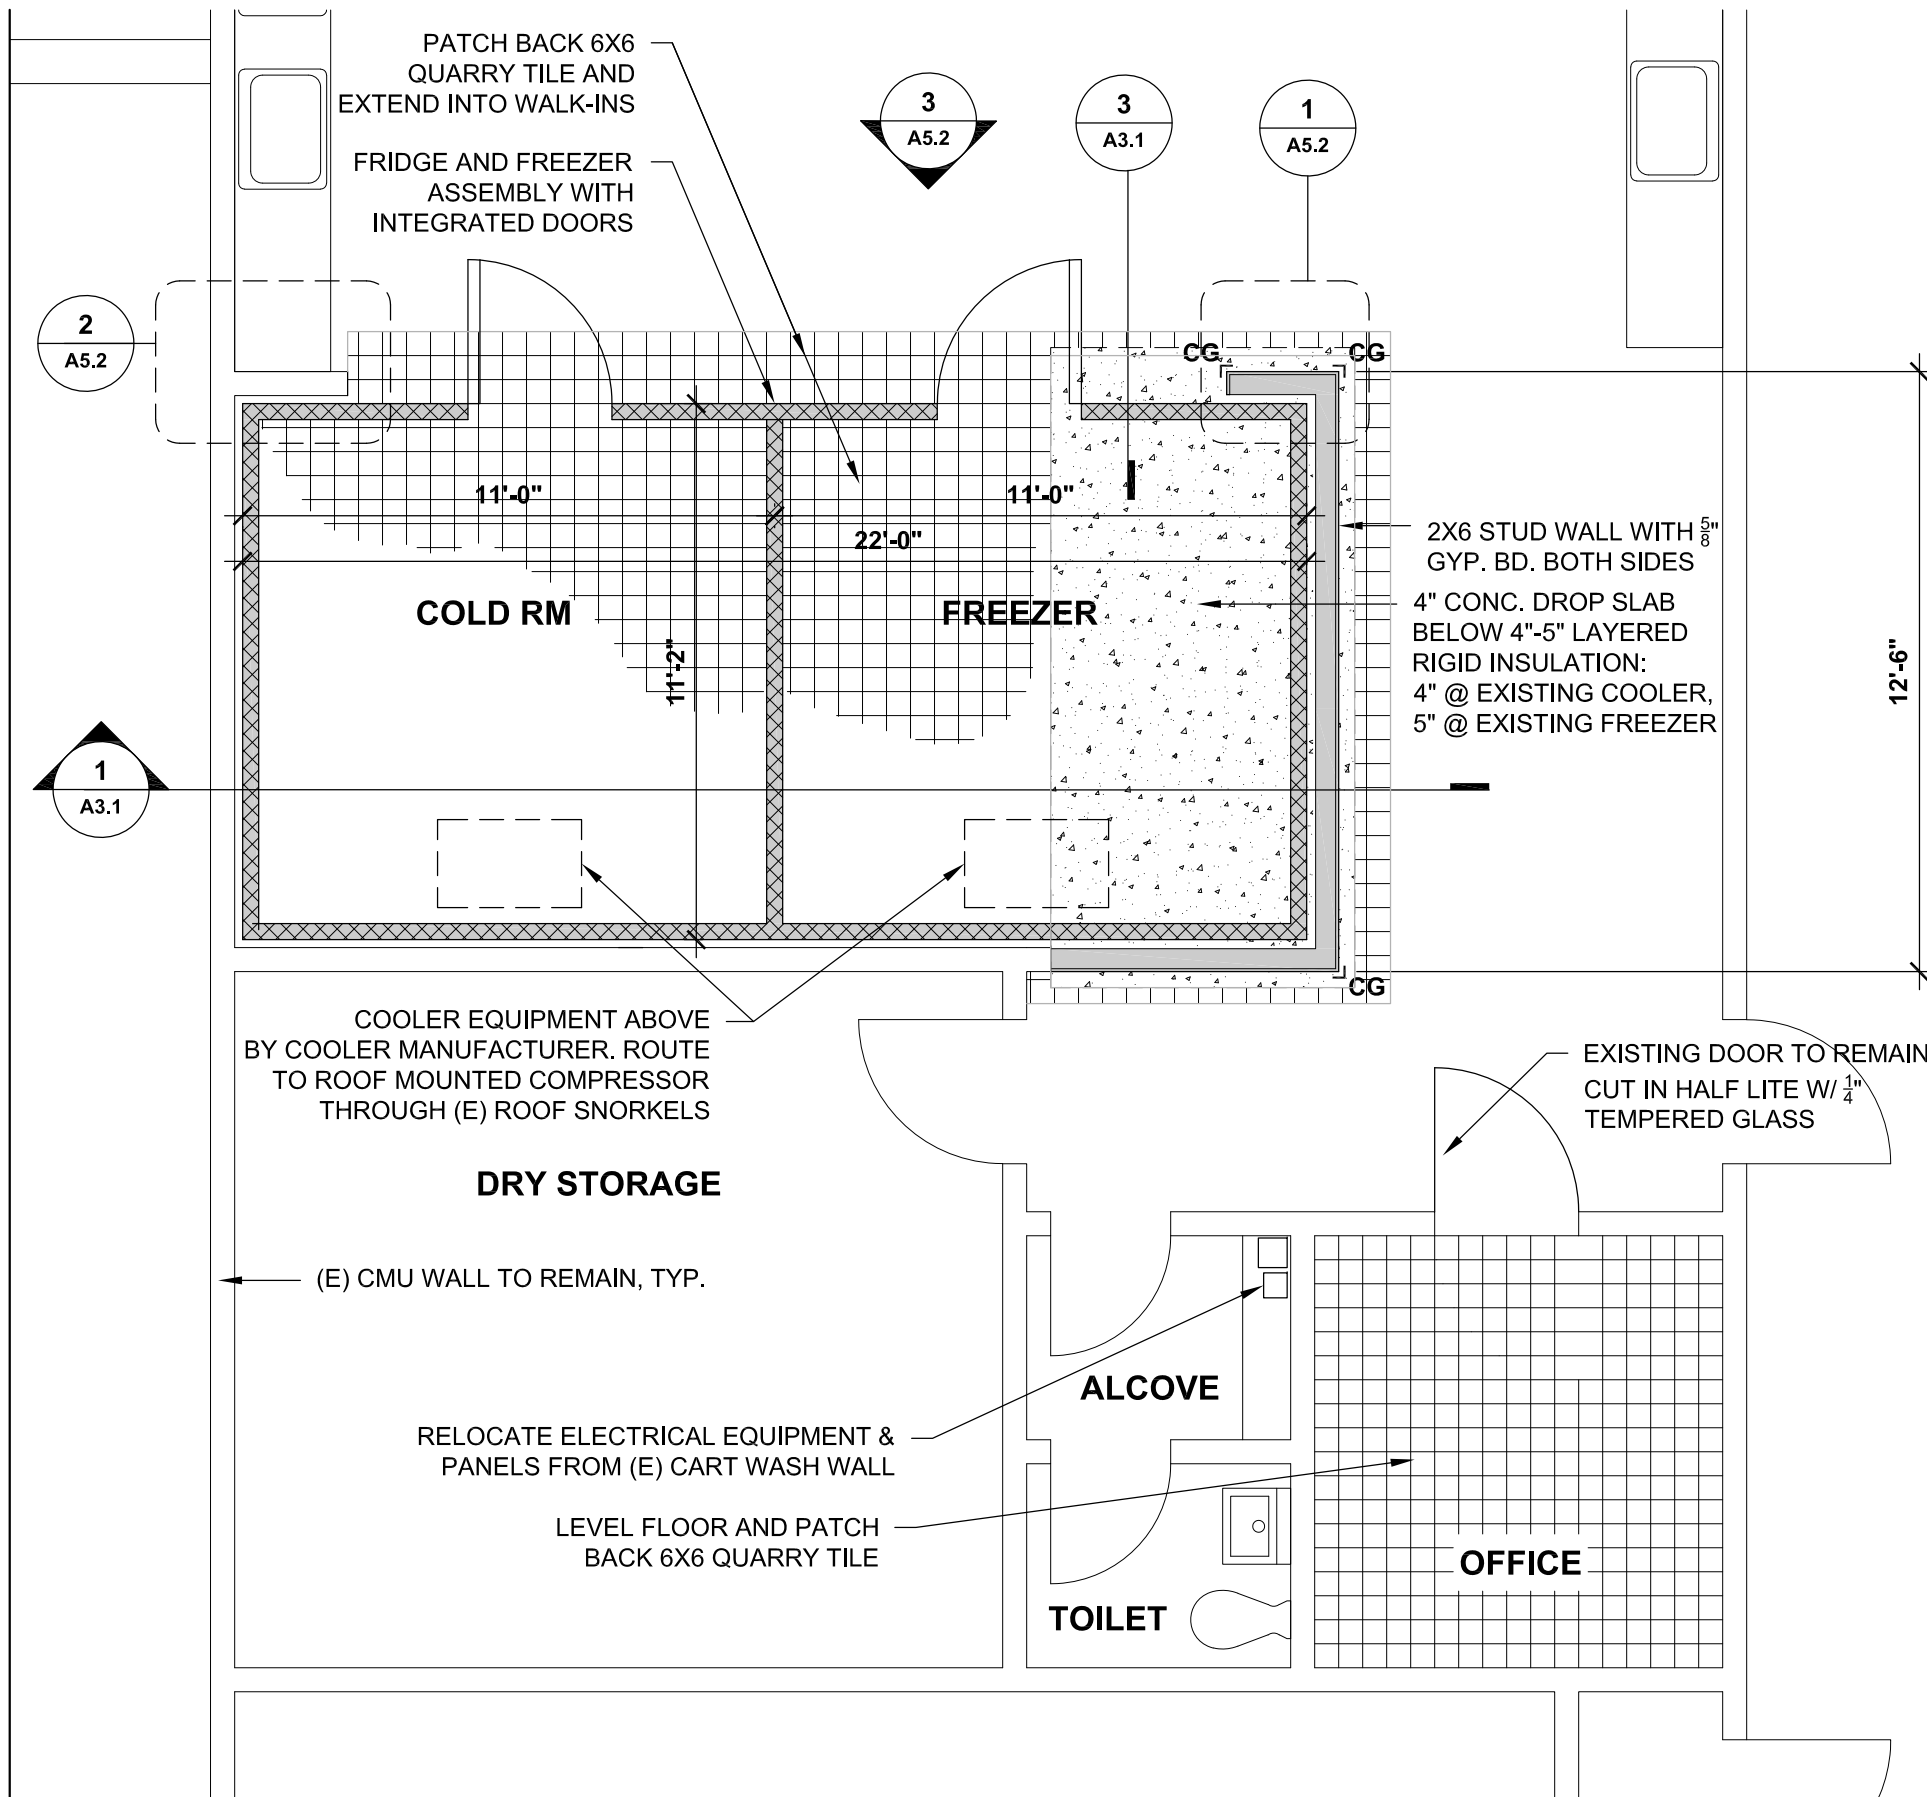 PATCH BACK 6X6
QUARRY TILE AND
EXTEND INTO WALK-INS
FRIDGE AND FREEZER
ASSEMBLY WITH
INTEGRATED DOORS
3
A5.2
3
A3.1
1
A5.2
2
A5.2
CG
CG
11'-0"
11'-0"
22'-0"
2X6 STUD WALL WITH 5/8"
GYP. BD. BOTH SIDES
COLD RM
FREEZER
11'-2"
4" CONC. DROP SLAB
BELOW 4"-5" LAYERED
RIGID INSULATION:
4" @ EXISTING COOLER,
5" @ EXISTING FREEZER
12'-6"
1
A3.1
CG
COOLER EQUIPMENT ABOVE
BY COOLER MANUFACTURER. ROUTE
TO ROOF MOUNTED COMPRESSOR
THROUGH (E) ROOF SNORKELS
EXISTING DOOR TO REMAIN
CUT IN HALF LITE W/ 1/4"
TEMPERED GLASS
DRY STORAGE
(E) CMU WALL TO REMAIN, TYP.
ALCOVE
RELOCATE ELECTRICAL EQUIPMENT &
PANELS FROM (E) CART WASH WALL
LEVEL FLOOR AND PATCH
BACK 6X6 QUARRY TILE
OFFICE
TOILET